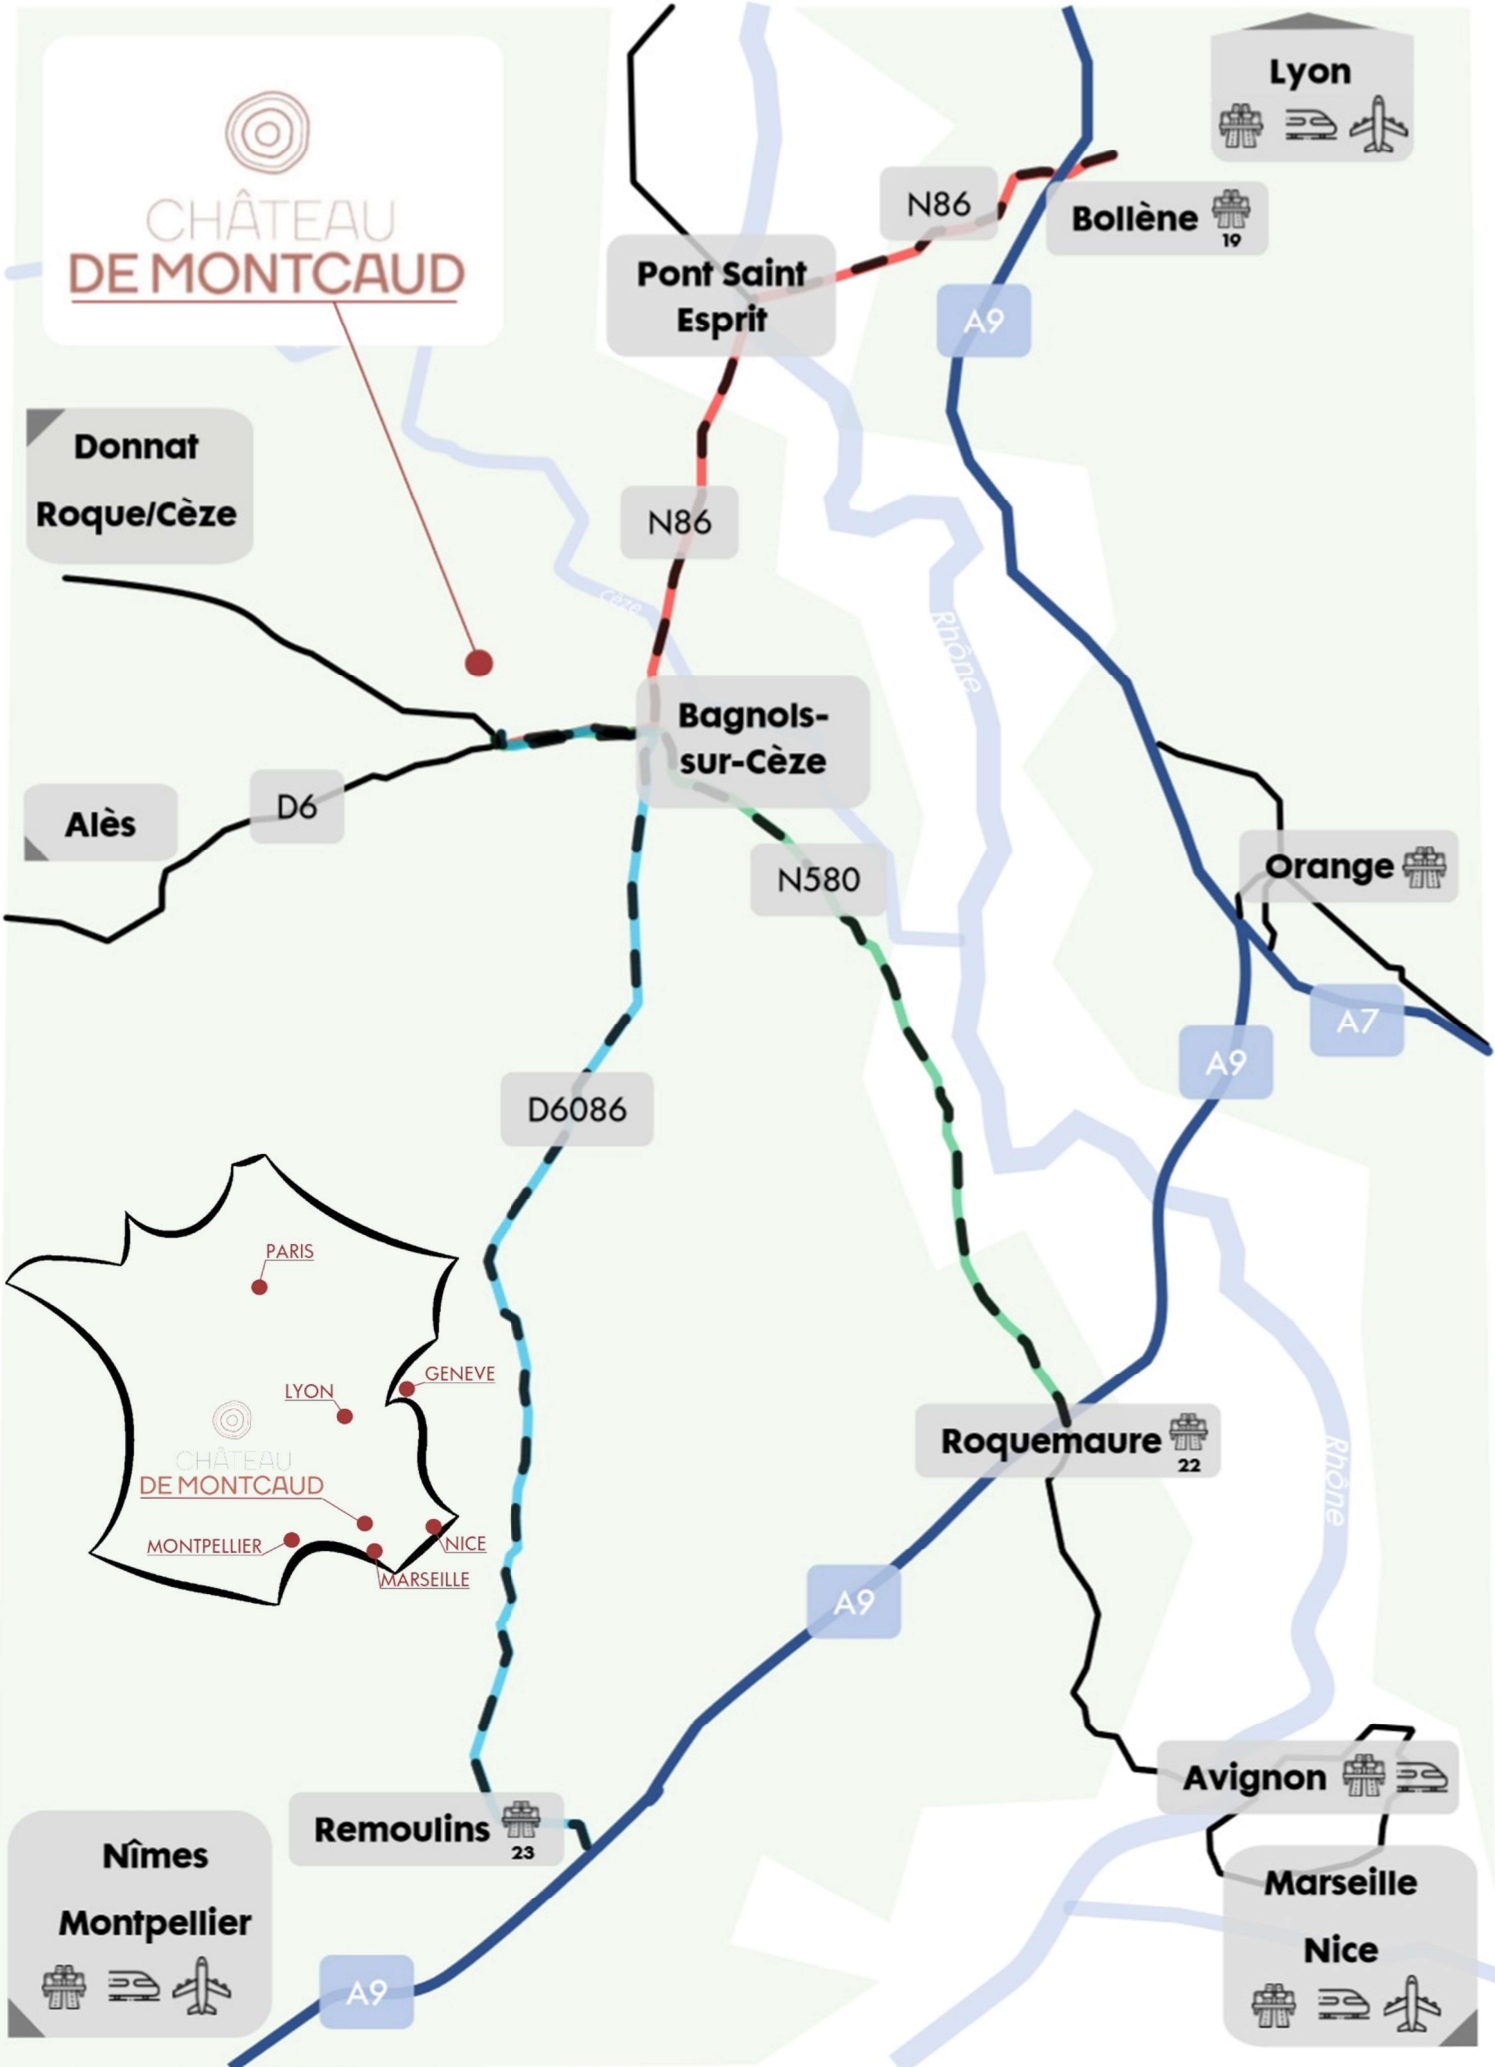 Lyon
CHÂTEAU
DE MONTCAUD
N86
Bollène
19
Pont Saint
Esprit
A9
Donnat
Roque/Cèze
N86
Cèze
Rhône
Bagnols-
sur-Cèze
D6
Alès
N580
Orange
A7
A9
D6086
PARIS
GENEVE
LYON
CHÂTEAU
DE MONTCAUD
MONTPELLIER
NICE
MARSEILLE
Roquemaure
22
Rhône
A9
Avignon
Remoulins
23
Nîmes
Montpellier
Marseille
Nice
A9